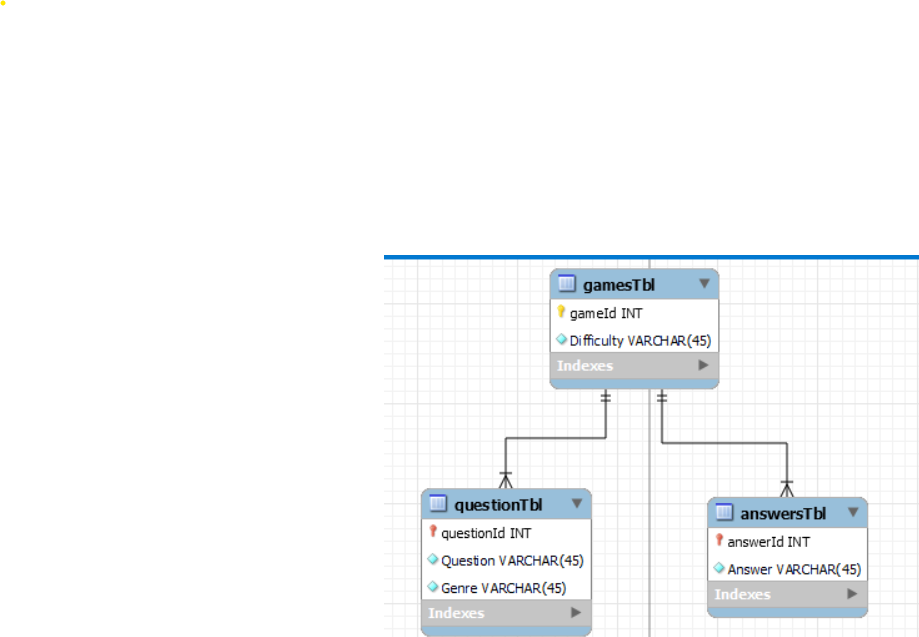 gamesTbl
gameId INT
Difficulty VARCHAR(45)
Indexes
questionTbl
questionId INT
Question VARCHAR(45)
Genre VARCHAR(45)
Indexes
answersTbl
answerId INT
Answer VARCHAR(45)
Indexes